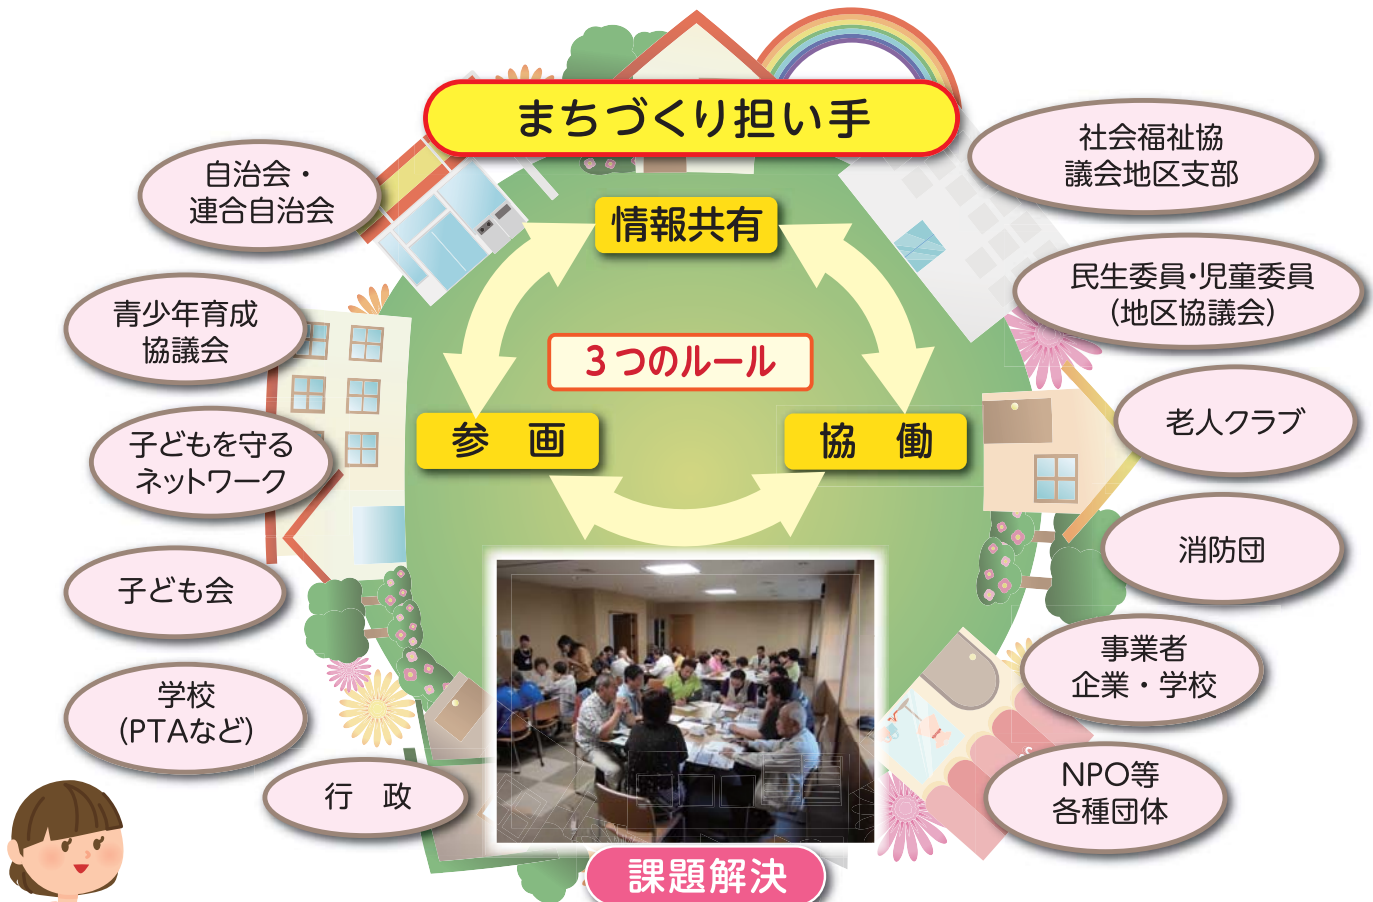 まちづくり担い手
自治会・
連合自治会
青少年育成
協議会
子どもを守る
ネットワーク
子ども会
学校
(PTAなど)
行　政
情報共有
3つのルール
参　画
協　働
社会福祉協
議会地区支部
民生委員・児童委員
(地区協議会)
老人クラブ
消防団
事業者
企業・学校
NPO等
各種団体
課題解決